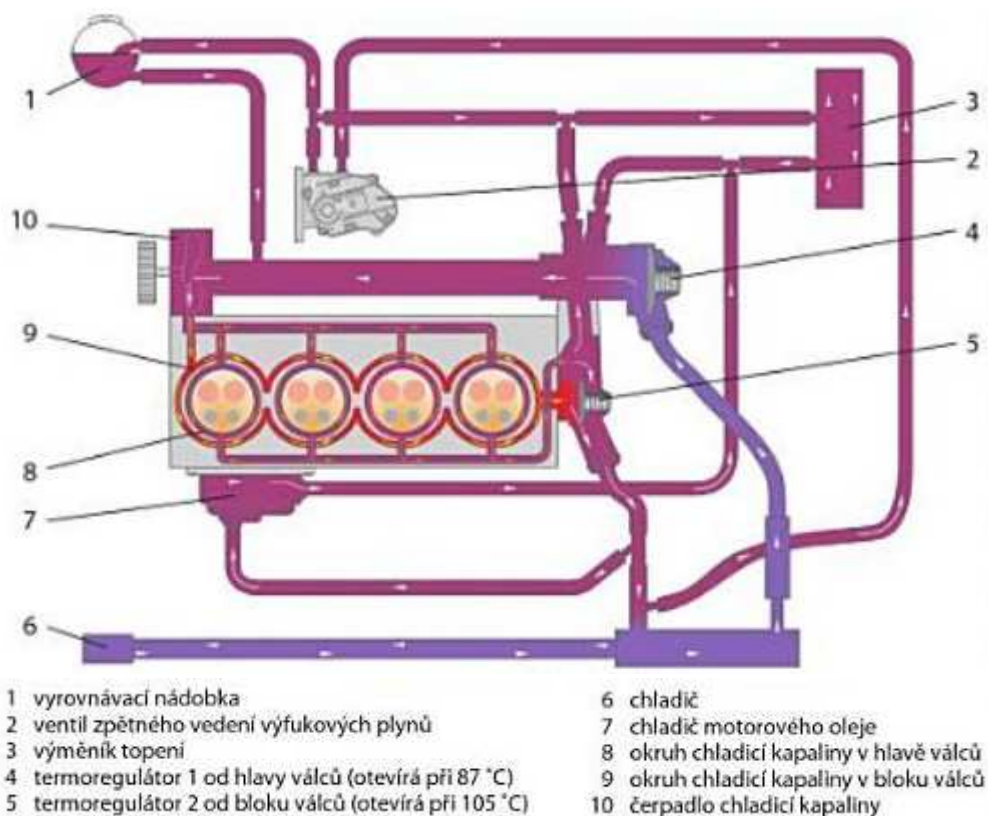 1
10
9
8
7
6
3
2
4
5
1 vyrovnávací nádobka
2 ventil zpětného vedení výfukových plynů
3 výměník topení
4 termoregulátor 1 od hlavy válců (otevírá při 87 ˚C)
5 termoregulátor 2 od bloku válců (otevírá při 105 ˚C)
6 chladič
7 chladič motorového oleje
8 okruh chladicí kapaliny v hlavě válců
9 okruh chladicí kapaliny v bloku válců
10 čerpadlo chladicí kapaliny